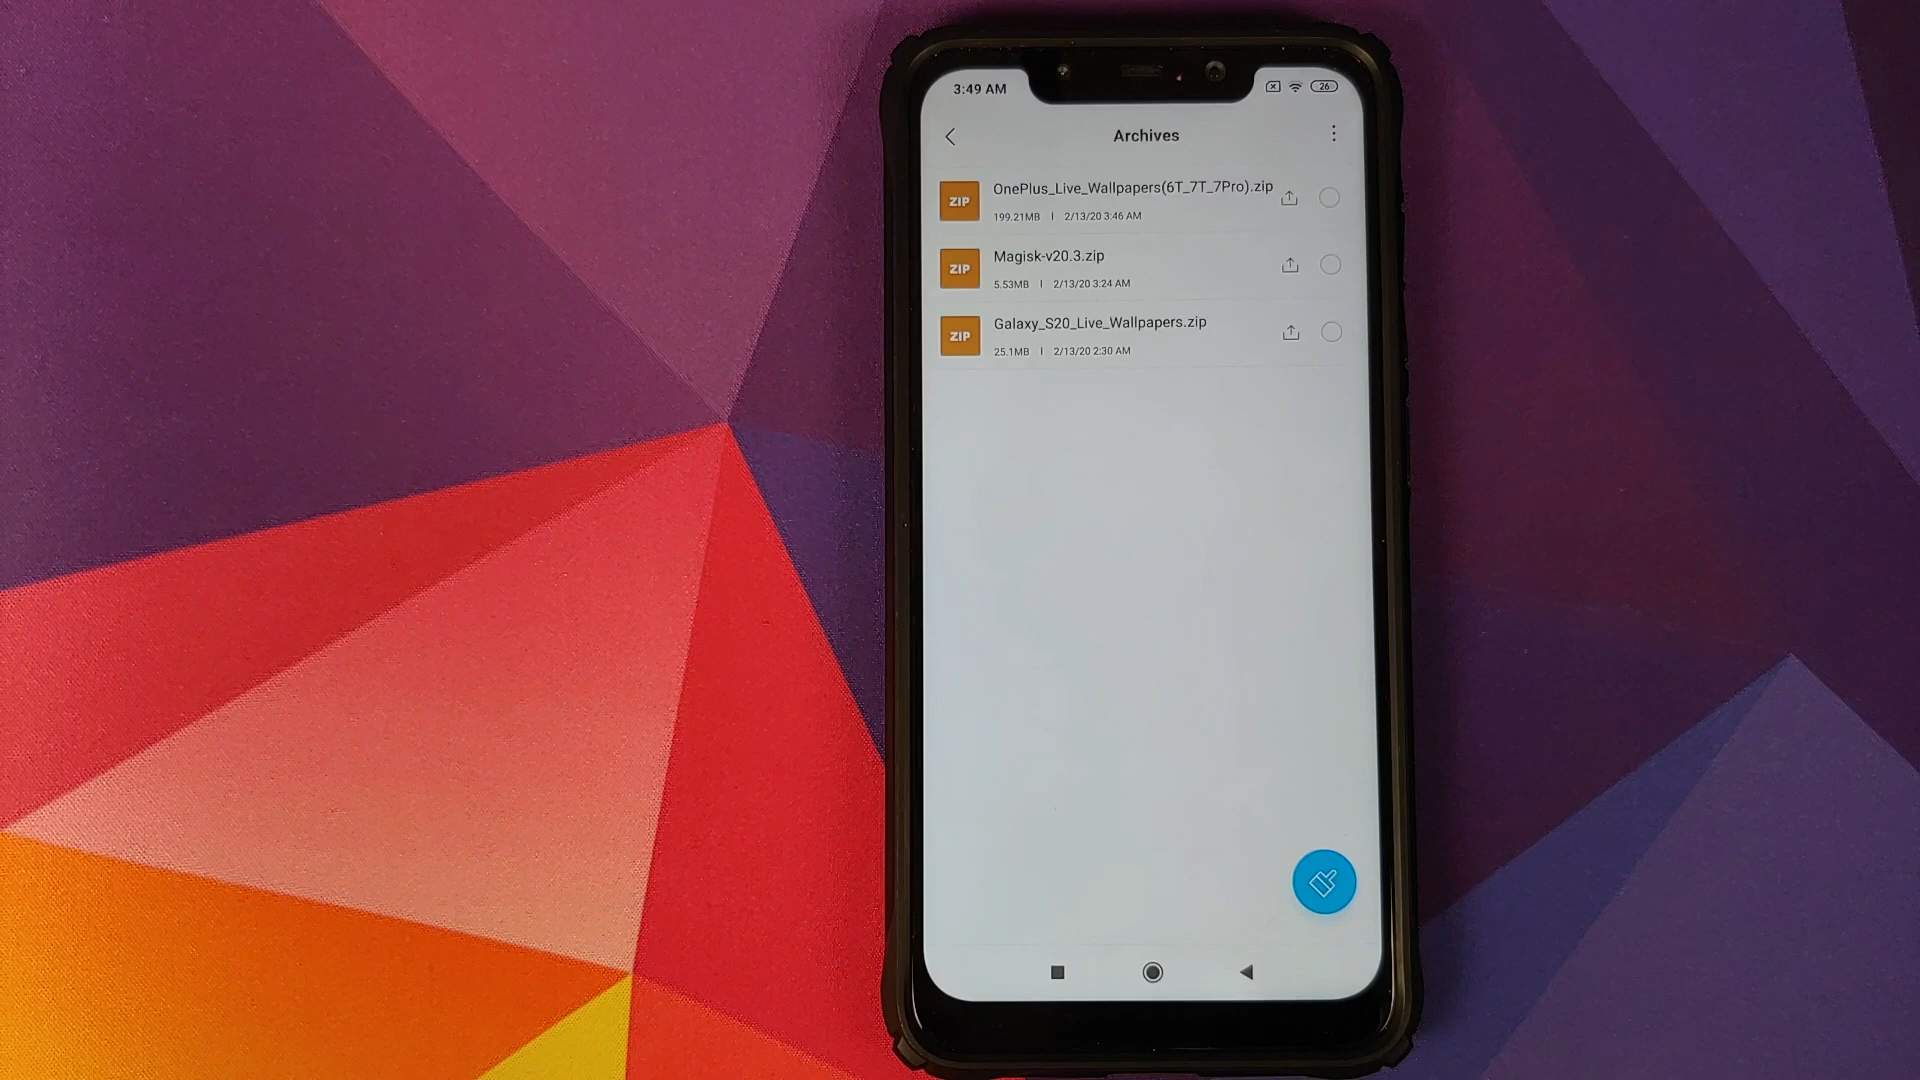 3:49 AM
26
Archives
ZIP
OnePlus_Live_Wallpapers(6T_7T_7Pro).zip
199.21MB | 2/13/20 3:46 AM
ZIP
Magisk-v20.3.zip
5.53MB | 2/13/20 3:24 AM
ZIP
Galaxy_S20_Live_Wallpapers.zip
25.1MB | 2/13/20 2:30 AM